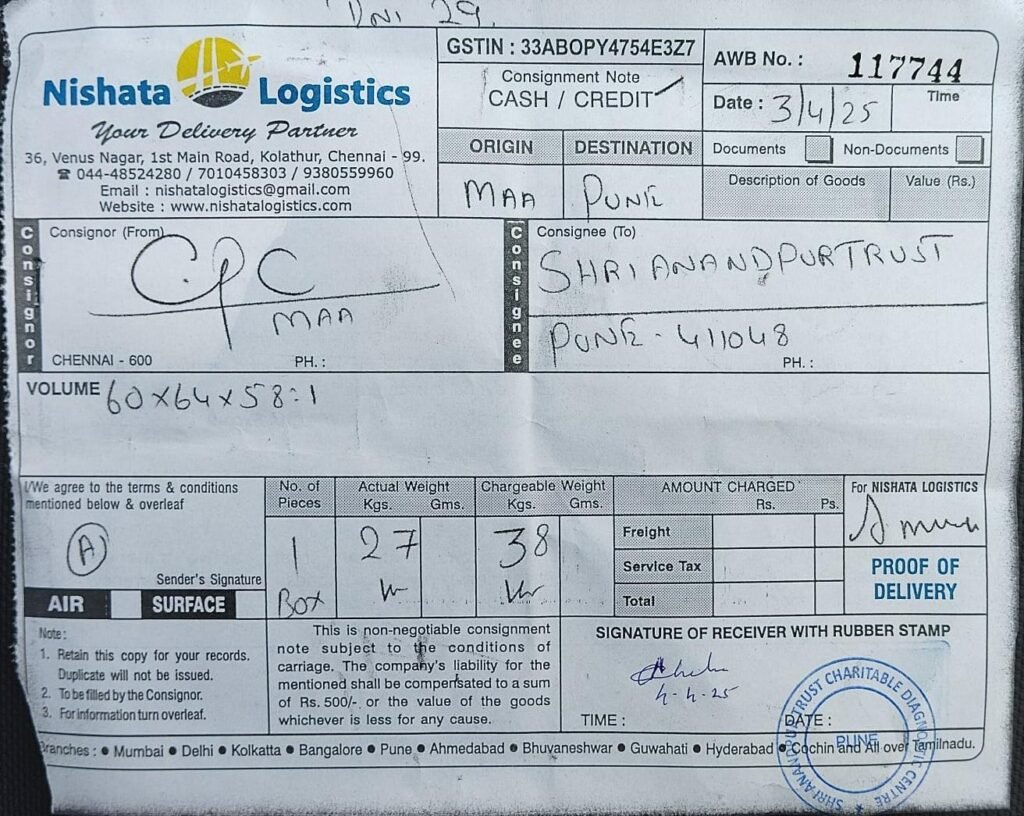 Nishata Logistics
Your Delivery Partner
36, Venus Nagar, 1st Main Road, Kolathur, Chennai - 99.
☎ 044-48524280 / 7010458303 / 9380559960
Email : nishatalogistics@gmail.com
Website : www.nishatalogistics.com
GSTIN : 33ABOPY4754E3Z7
Consignment Note
CASH / CREDIT
AWB No. : 117744
Date : 3/4/25 Time
ORIGIN DESTINATION
MAA PUNE
Documents Non-Documents
Description of Goods Value (Rs.)
Consignor
Consignor (From)
CPC
MAA
CHENNAI - 600 PH. :
Consignee
Consignee (To)
SHRI ANANDPUR TRUST
PUNE - 411048
PH. :
VOLUME 60x64x58:1
I/We agree to the terms & conditions
mentioned below & overleaf
A
Sender's Signature
AIR SURFACE
No. of Pieces
1
Box
Actual Weight
Kgs. Gms.
27
Chargeable Weight
Kgs. Gms.
38
AMOUNT CHARGED
Rs. Ps.
Freight
Service Tax
Total
For NISHATA LOGISTICS
PROOF OF
DELIVERY
Note :
1. Retain this copy for your records.
Duplicate will not be issued.
2. To be filled by the Consignor.
3. For information turn overleaf.
This is non-negotiable consignment
note subject to the conditions of
carriage. The company's liability for the
mentioned shall be compensated to a sum
of Rs. 500/- or the value of the goods
whichever is less for any cause.
SIGNATURE OF RECEIVER WITH RUBBER STAMP
4-4-25
TIME : DATE :
SHRI ANANDPUR TRUST CHARITABLE DIAGNOSTIC CENTRE
PUNE
Branches : ● Mumbai ● Delhi ● Kolkatta ● Bangalore ● Pune ● Ahmedabad ● Bhuvaneshwar ● Guwahati ● Hyderabad ● Cochin and All over Tamilnadu.